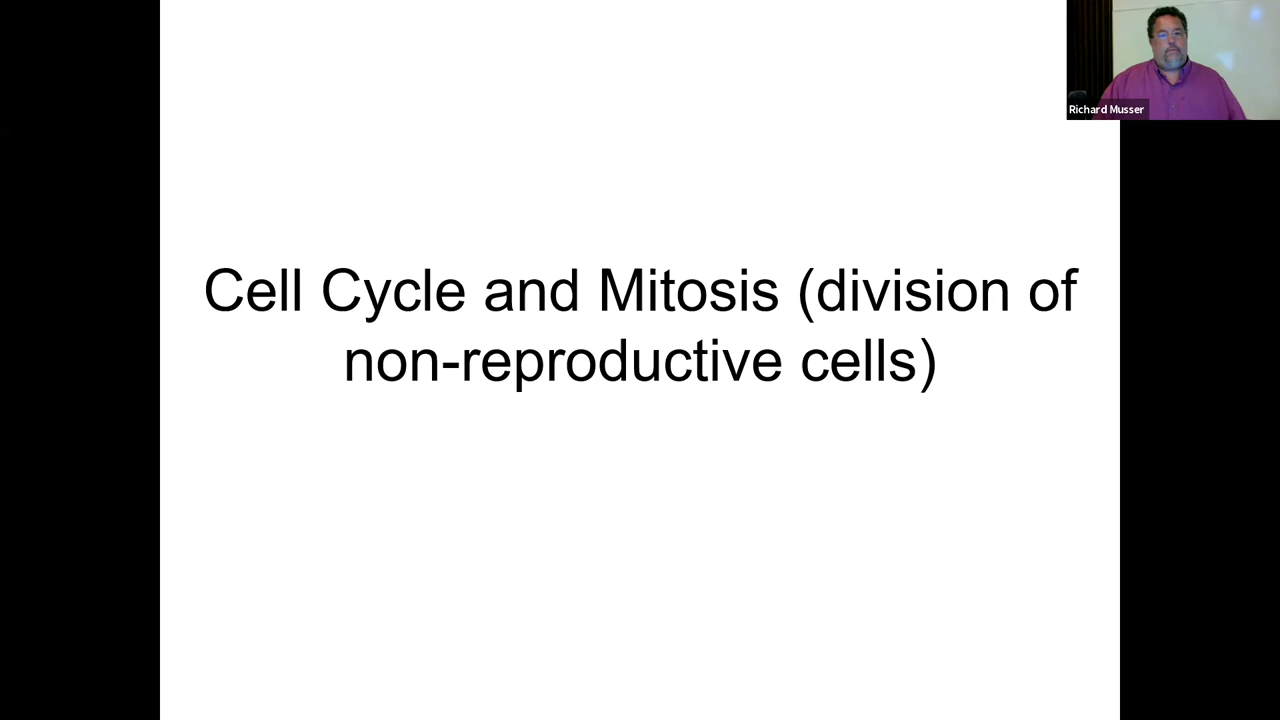 Richard Musser
Cell Cycle and Mitosis (division of
non-reproductive cells)